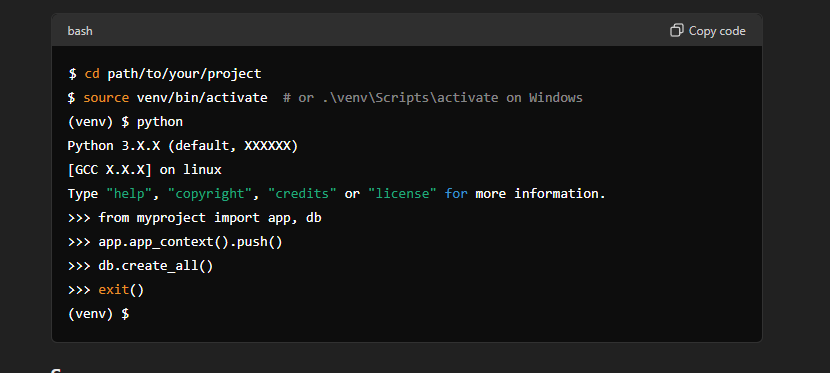 bash
Copy code
$ cd path/to/your/project
$ source venv/bin/activate  # or .\venv\Scripts\activate on Windows
(venv) $ python
Python 3.X.X (default, XXXXXX)
[GCC X.X.X] on linux
Type "help", "copyright", "credits" or "license" for more information.
>>> from myproject import app, db
>>> app.app_context().push()
>>> db.create_all()
>>> exit()
(venv) $